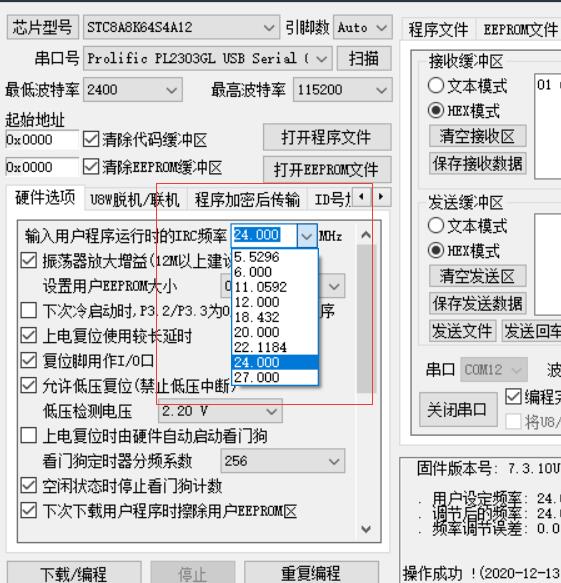 芯片型号 STC8A8K64S4A12 引脚数 Auto
串口号 Prolific PL2303GL USB Serial ( 扫描
最低波特率 2400 最高波特率 115200
起始地址
0x0000 清除代码缓冲区 打开程序文件
0x0000 清除EEPROM缓冲区 打开EEPROM文件
硬件选项 U8W脱机/联机 程序加密后传输 ID号
输入用户程序运行时的IRC频率 24.000 MHz
5.5296
6.000
11.0592
12.000
18.432
20.000
22.1184
24.000
27.000
振荡器放大增益(12M以上建议
设置用户EEPROM大小
下次冷启动时,P3.2/P3.3为0 序
上电复位使用较长延时
复位脚用作I/O口
允许低压复位(禁止低压中断)
低压检测电压 2.20 V
上电复位时由硬件自动启动看门狗
看门狗定时器分频系数 256
空闲状态时停止看门狗计数
下次下载用户程序时擦除用户EEPROM区
下载/编程 停止 重复编程
程序文件 EEPROM文件
接收缓冲区
文本模式
HEX模式
清空接收区
保存接收数据
01
发送缓冲区
文本模式
HEX模式
清空发送区
保存发送数据
发送文件 发送回车
串口 COM12 波
关闭串口 编程完
将U8/
固件版本号: 7.3.10U
. 用户设定频率: 24.
. 调节后的频率: 24.
. 频率调节误差: 0.0
操作成功 !(2020-12-13